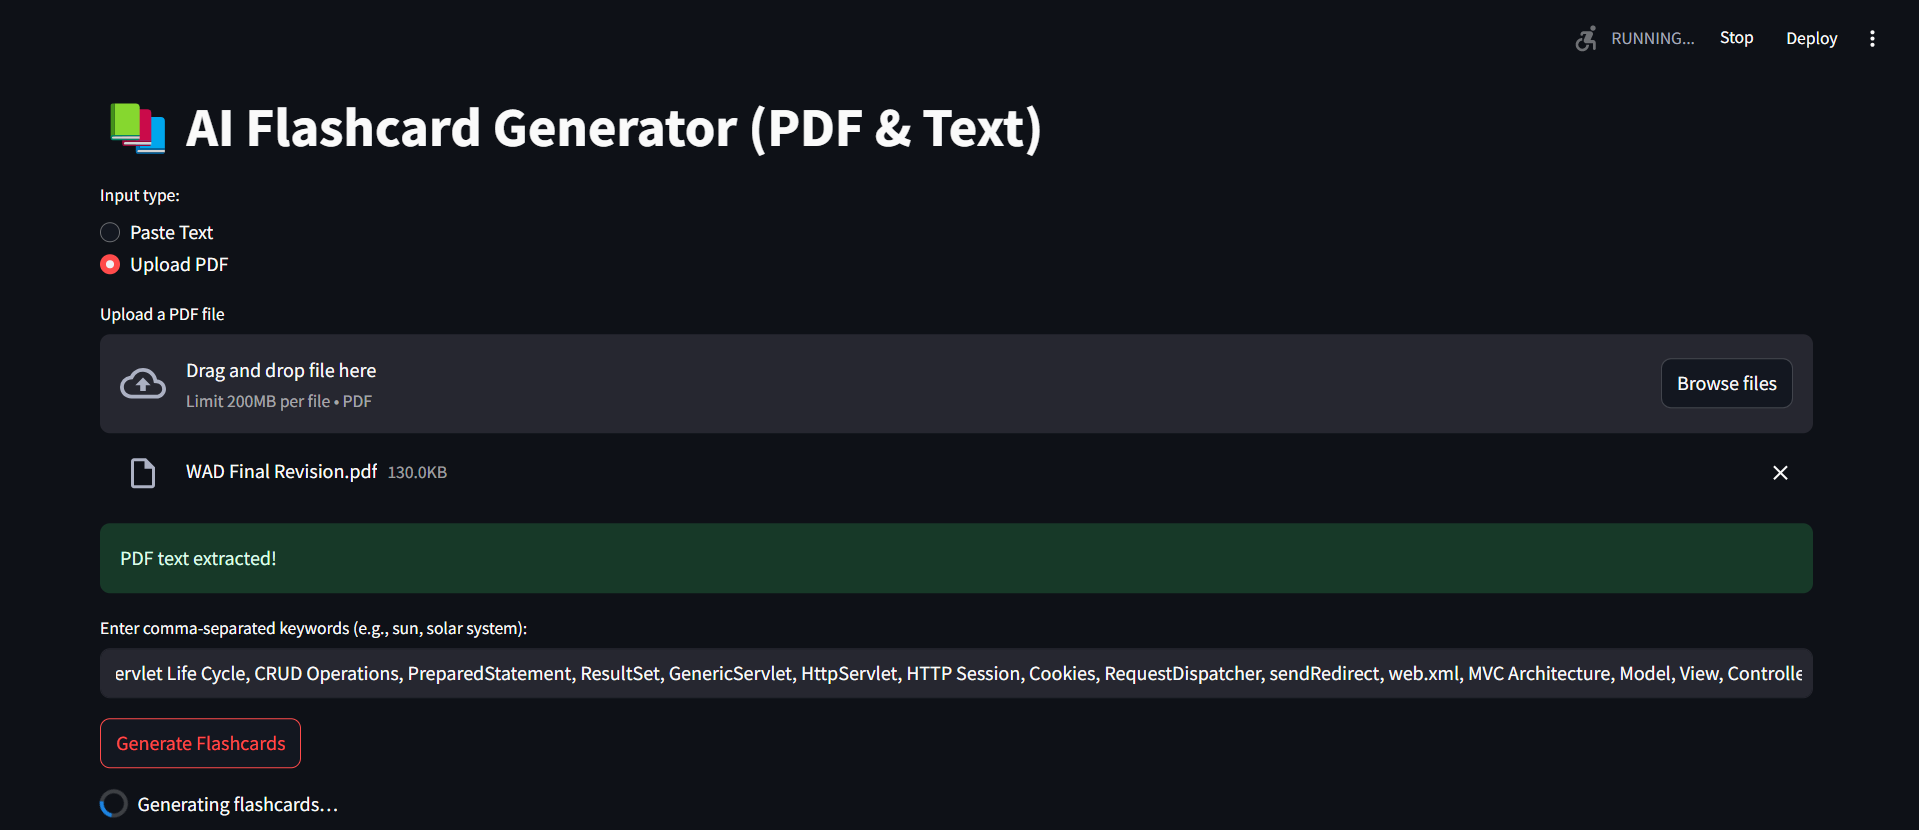 RUNNING...
Stop
Deploy
AI Flashcard Generator (PDF & Text)
Input type:
Paste Text
Upload PDF
Upload a PDF file
Drag and drop file here
Limit 200MB per file • PDF
Browse files
WAD Final Revision.pdf 130.0KB
PDF text extracted!
Enter comma-separated keywords (e.g., sun, solar system):
ervlet Life Cycle, CRUD Operations, PreparedStatement, ResultSet, GenericServlet, HttpServlet, HTTP Session, Cookies, RequestDispatcher, sendRedirect, web.xml, MVC Architecture, Model, View, Controlle
Generate Flashcards
Generating flashcards...